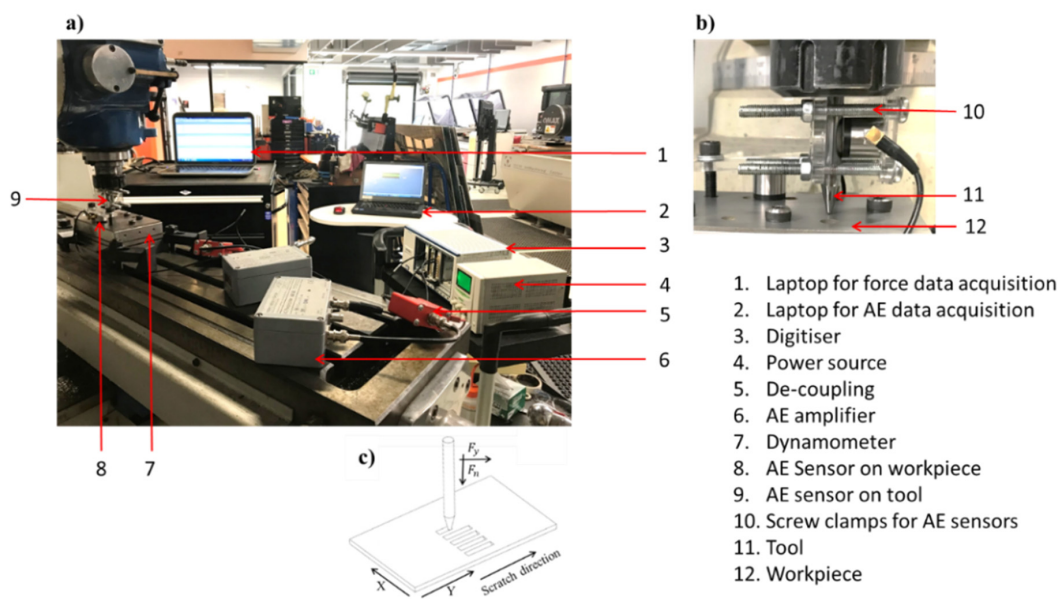 a)
b)
1
2
3
4
5
6
7
8
9
10
11
12
c)
Fy
Fn
X
Y
Scratch direction
1. Laptop for force data acquisition
2. Laptop for AE data acquisition
3. Digitiser
4. Power source
5. De-coupling
6. AE amplifier
7. Dynamometer
8. AE Sensor on workpiece
9. AE sensor on tool
10. Screw clamps for AE sensors
11. Tool
12. Workpiece